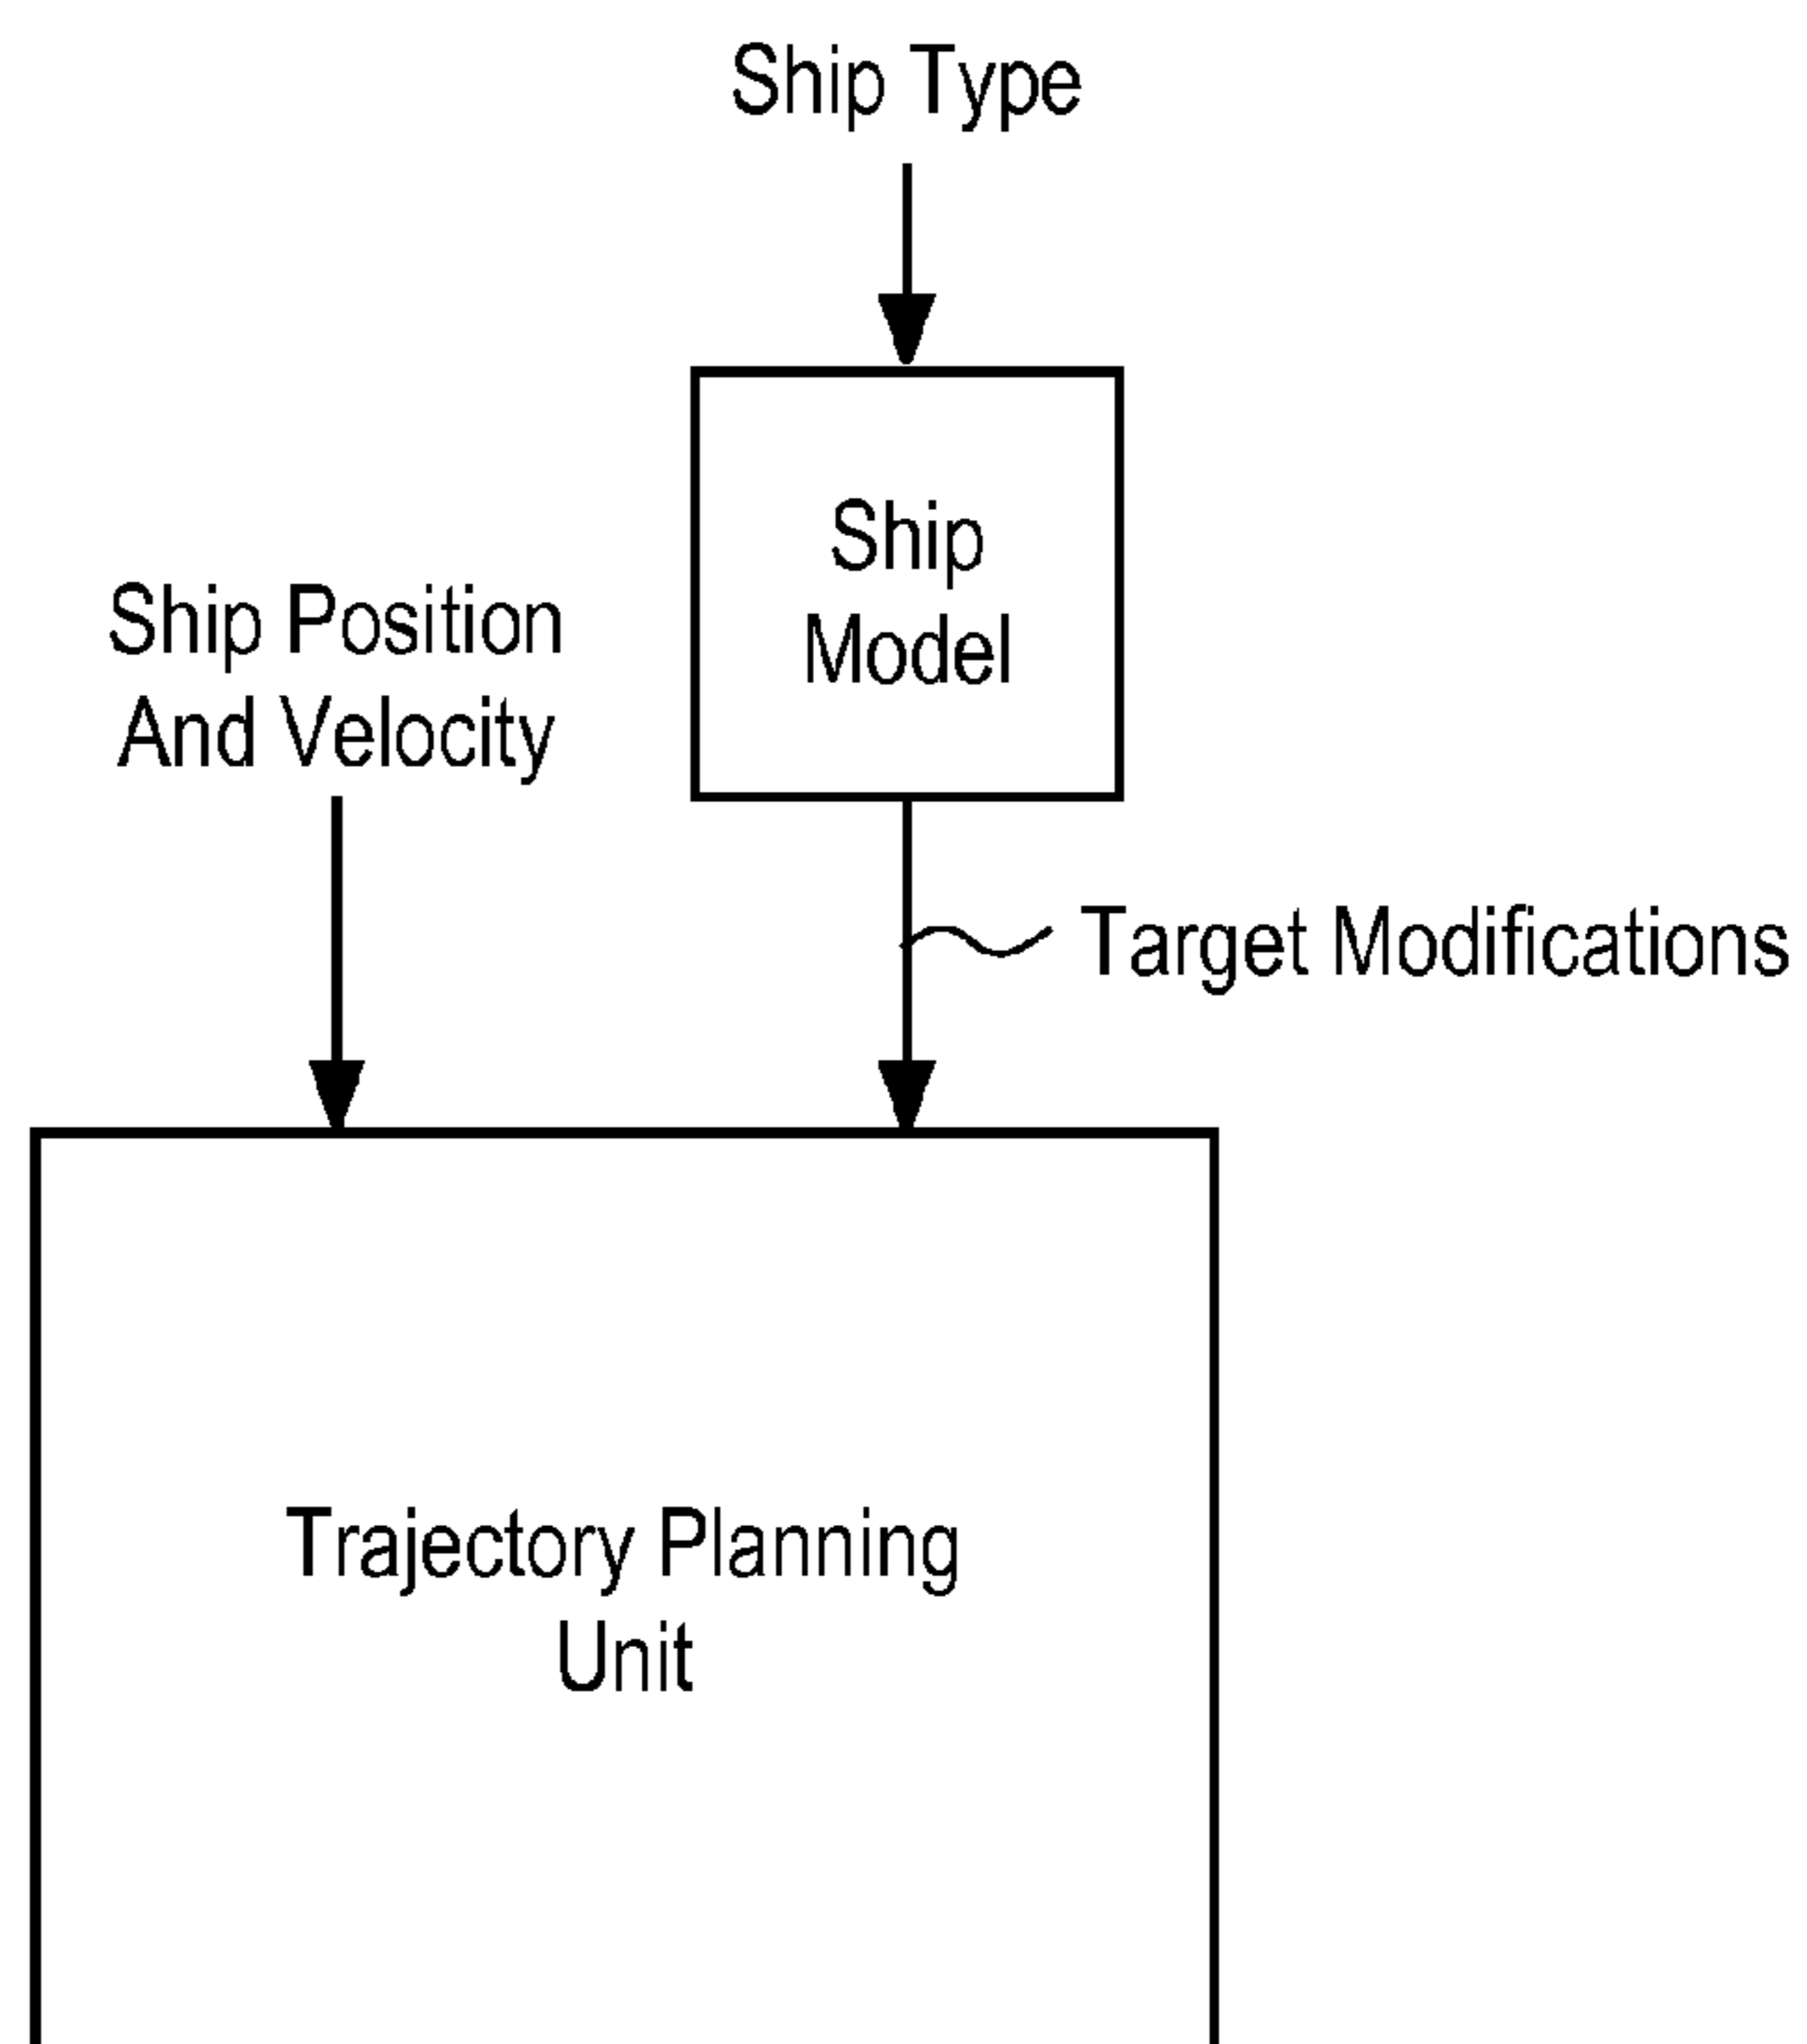 Ship Type
Ship
Model
Ship Position
And Velocity
Target Modifications
Trajectory Planning
Unit